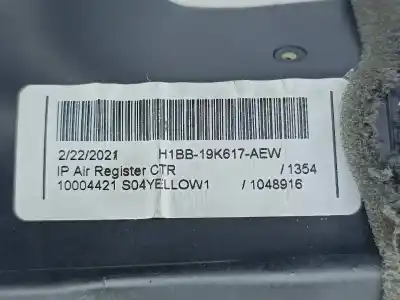 2/22/2021 H1BB-19K617-AEW
IP Air Register CTR /1354
10004421 S04YELLOW1 /1048916